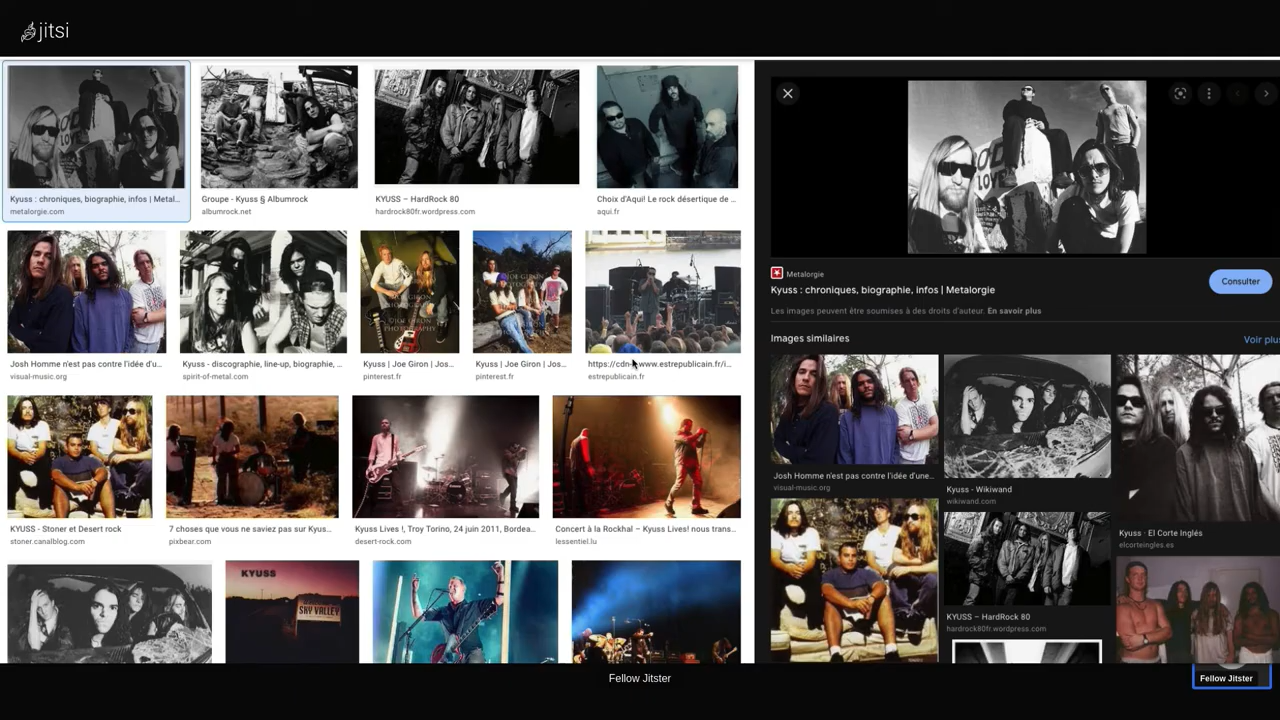 jitsi
Kyuss : chroniques, biographie, infos | Metal...
metalorgie.com
Groupe - Kyuss § Albumrock
albumrock.net
KYUSS – HardRock 80
hardrock80fr.wordpress.com
Choix d'Aqui! Le rock désertique de ...
aqui.fr
Josh Homme n'est pas contre l'idée d'u...
visual-music.org
Kyuss - discographie, line-up, biographie, ...
spirit-of-metal.com
Kyuss | Joe Giron | Jos...
pinterest.fr
Kyuss | Joe Giron | Jos...
pinterest.fr
estrepublicain.fr
KYUSS - Stoner et Desert rock
stoner.canalblog.com
7 choses que vous ne saviez pas sur Kyus...
pixbear.com
Kyuss Lives !, Troy Torino, 24 juin 2011, Bordea...
desert-rock.com
Concert à la Rockhal – Kyuss Lives! nous trans...
lessentiel.lu
KYUSS
SKY VALLEY
Metalorgie
Kyuss : chroniques, biographie, infos | Metalorgie
Consulter
Les images peuvent être soumises à des droits d'auteur. En savoir plus
Images similaires
Voir plus
Josh Homme n'est pas contre l'idée d'une...
visual-music.org
Kyuss - Wikiwand
wikiwand.com
Kyuss · El Corte Inglés
elcorteingles.es
KYUSS – HardRock 80
hardrock80fr.wordpress.com
Fellow Jitster
Fellow Jitster